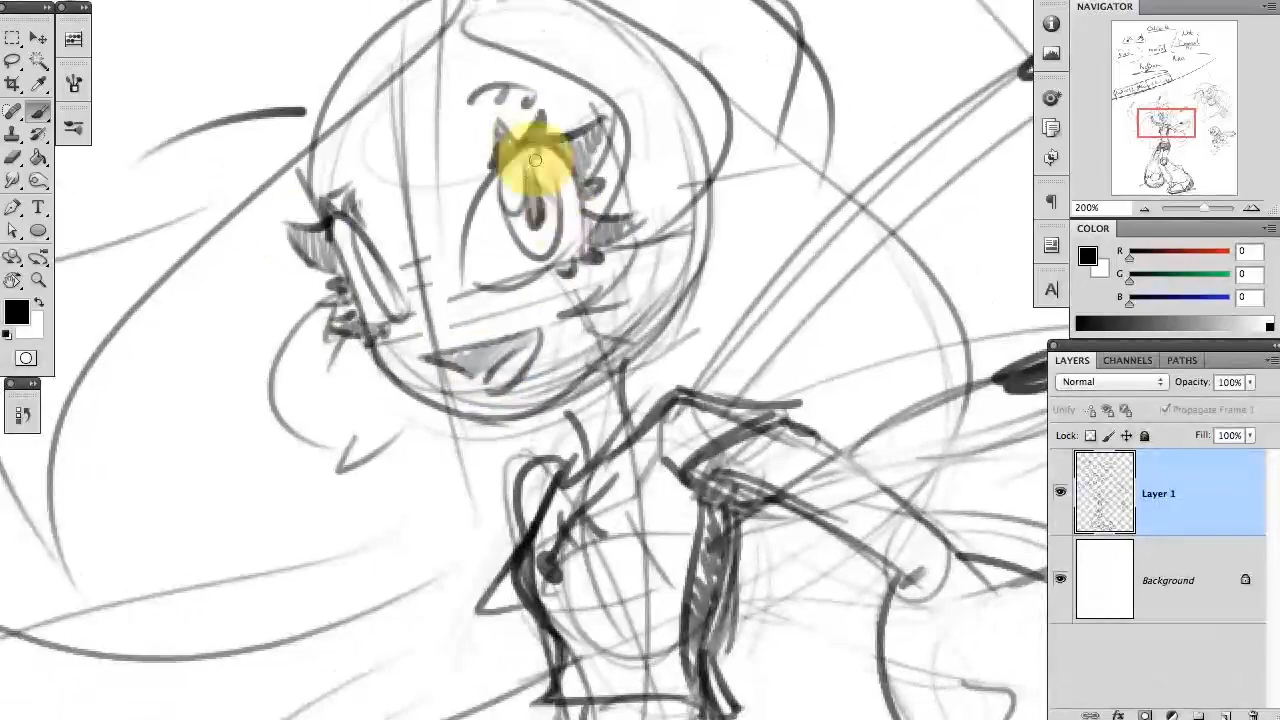 NAVIGATOR
200%
COLOR
R 0
G 0
B 0
LAYERS CHANNELS PATHS
Normal Opacity: 100%
Unify Propagate Frame 1
Lock: Fill: 100%
Layer 1
Background